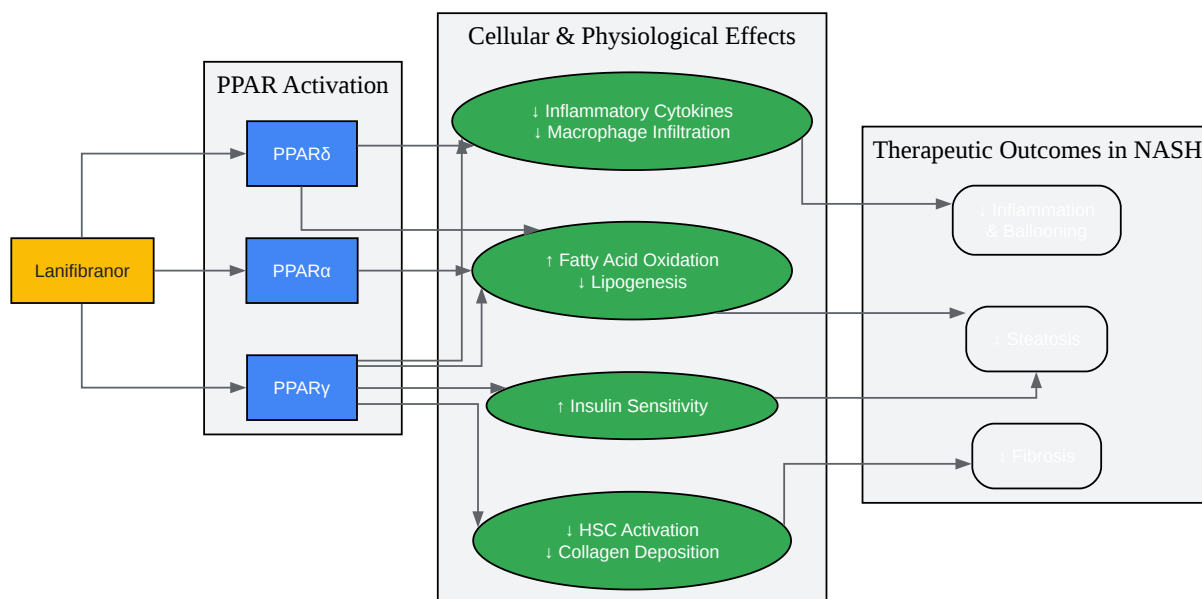 Cellular & Physiological Effects
PPAR Activation
Therapeutic Outcomes in NASH
Lanifibranor
PPARδ
PPARα
PPARγ
↓ Inflammatory Cytokines
↓ Macrophage Infiltration
↑ Fatty Acid Oxidation
↓ Lipogenesis
↑ Insulin Sensitivity
↓ HSC Activation
↓ Collagen Deposition
↓ Inflammation
& Ballooning
↓ Steatosis
↓ Fibrosis